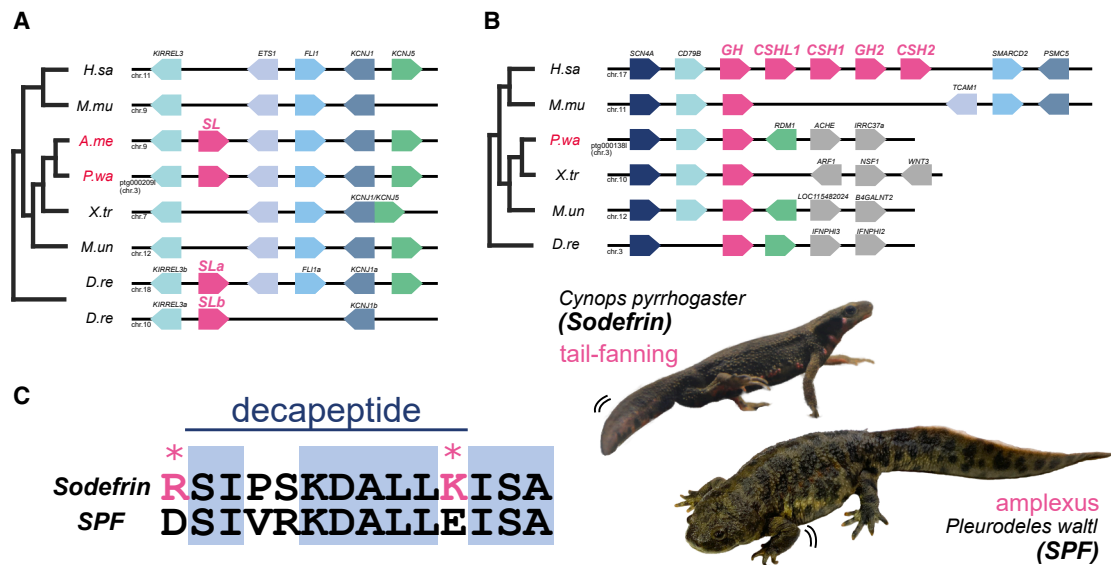 A
KIRREL3 ETS1 FLI1 KCNJ1 KCNJ5
H.sa chr.11
M.mu chr.9
SL
A.me chr.9
P.wa ptg000209l (chr.3)
KCNJ1/KCNJ5
X.tr chr.7
M.un chr.12
KIRREL3b SLa FLI1a KCNJ1a
D.re chr.18
KIRREL3a SLb KCNJ1b
D.re chr.10
B
SCN4A CD79B GH CSHL1 CSH1 GH2 CSH2 SMARCD2 PSMC5
H.sa chr.17
TCAM1
M.mu chr.11
RDM1 ACHE lRRC37a
P.wa ptg000138l (chr.3)
ARF1 NSF1 WNT3
X.tr chr.10
LOC115482024 B4GALNT2
M.un chr.12
IFNPHI3 IFNPHI2
D.re chr.3
Cynops pyrrhogaster
(Sodefrin)
tail-fanning
amplexus
Pleurodeles waltl
(SPF)
C
decapeptide
* *
Sodefrin RSIPSKDALLKISA
SPF DSIVRKDALLEISA